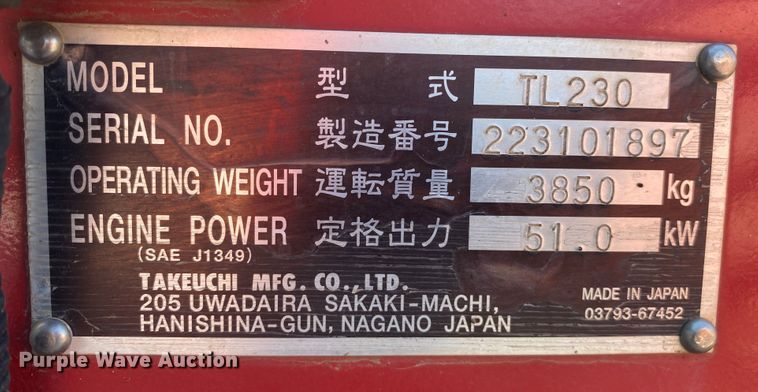 MODEL 型式 TL230
SERIAL NO. 製造番号 223101897
OPERATING WEIGHT 運転質量 3850 kg
ENGINE POWER 定格出力 51.0 kW
(SAE J1349)
TAKEUCHI MFG. CO.,LTD.
205 UWADAIRA SAKAKI-MACHI,
HANISHINA-GUN, NAGANO JAPAN
MADE IN JAPAN
03793-67452
Purple Wave Auction